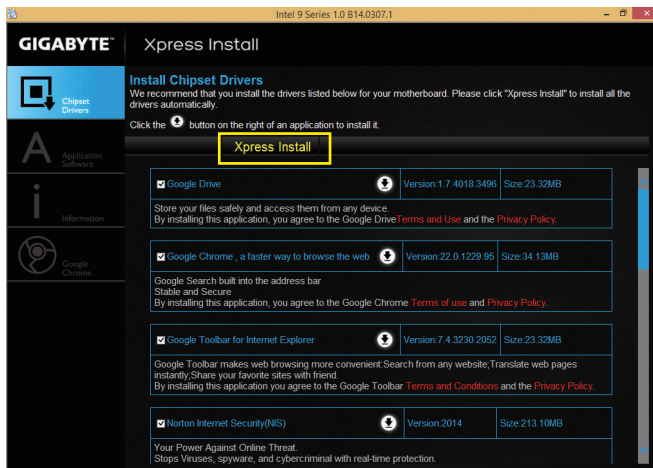 Intel 9 Series 1.0 B14.0307.1
GIGABYTE™
Xpress Install
Chipset
Drivers
Application
Software
Information
Google
Chrome
Install Chipset Drivers
We recommend that you install the drivers listed below for your motherboard. Please click "Xpress Install" to install all the
drivers automatically.
Click the button on the right of an application to install it.
Xpress Install
Google Drive Version:1.7.4018.3496 Size:23.32MB
Store your files safely and access them from any device.
By installing this application, you agree to the Google DriveTerms and Use and the Privacy Policy.
Google Chrome , a faster way to browse the web Version:22.0.1229.95 Size:34.13MB
Google Search built into the address bar
Stable and Secure
By installing this application, you agree to the Google Chrome Terms of use and Privacy Policy.
Google Toolbar for Internet Explorer Version:7.4.3230.2052 Size:23.32MB
Google Toolbar makes web browsing more convenient:Search from any website;Translate web pages
instantly;Share your favorite sites with friend.
By installing this application you agree to the Google Toolbar Terms and Conditions and the Privacy Policy.
Norton Internet Security(NIS) Version:2014 Size:213.10MB
Your Power Against Online Threat.
Stops Viruses, spyware, and cybercriminal with real-time protection.